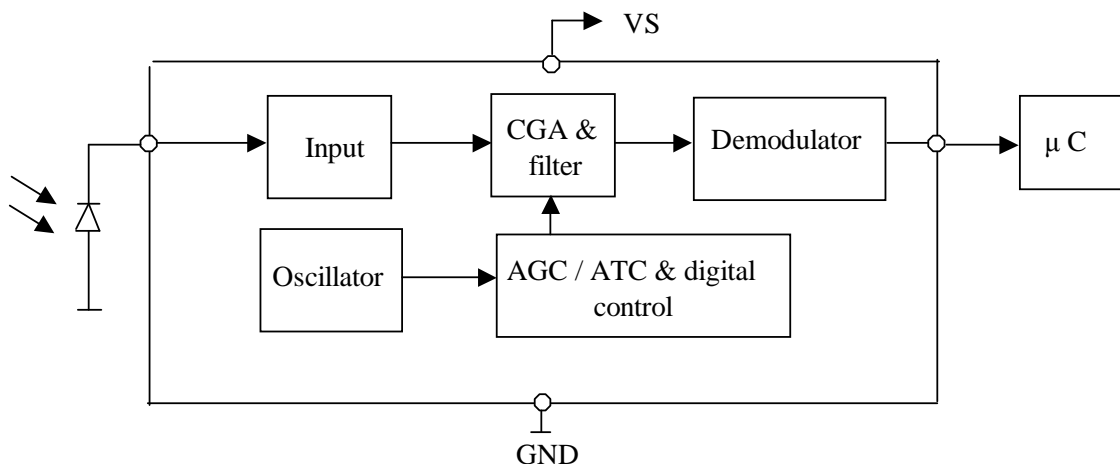 VS
Input
CGA &
filter
Demodulator
μ C
Oscillator
AGC / ATC & digital
control
GND